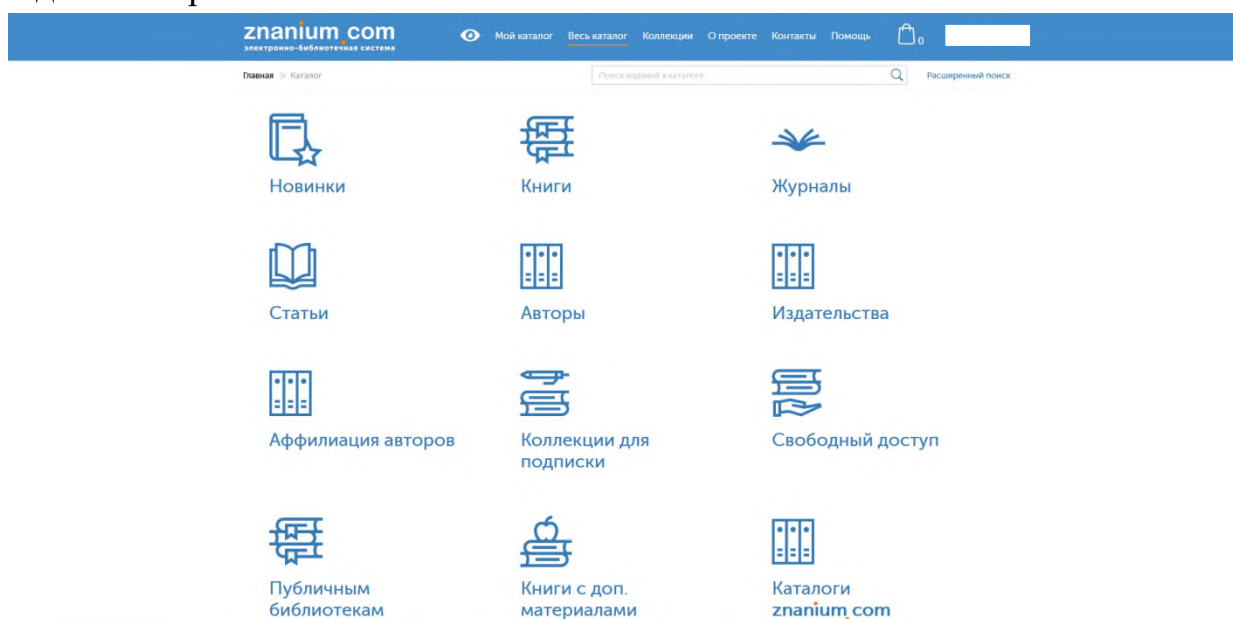 znanium.com
электронно-библиотечная система
Мой каталог Весь каталог Коллекции О проекте Контакты Помощь 0
Главная » Каталог
Поиск изданий в каталоге
Расширенный поиск
Новинки Книги Журналы
Статьи Авторы Издательства
Аффилиация авторов Коллекции для подписки Свободный доступ
Публичным библиотекам Книги с доп. материалами Каталоги znanium.com